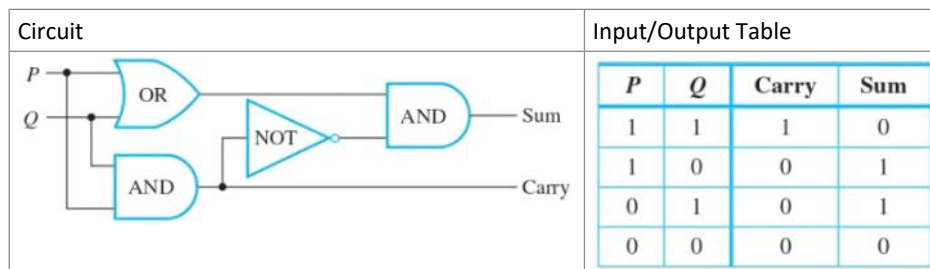 Circuit
P
Q
OR
AND
NOT
AND
Sum
Carry
Input/Output Table
P Q Carry Sum
1 1 1 0
1 0 0 1
0 1 0 1
0 0 0 0